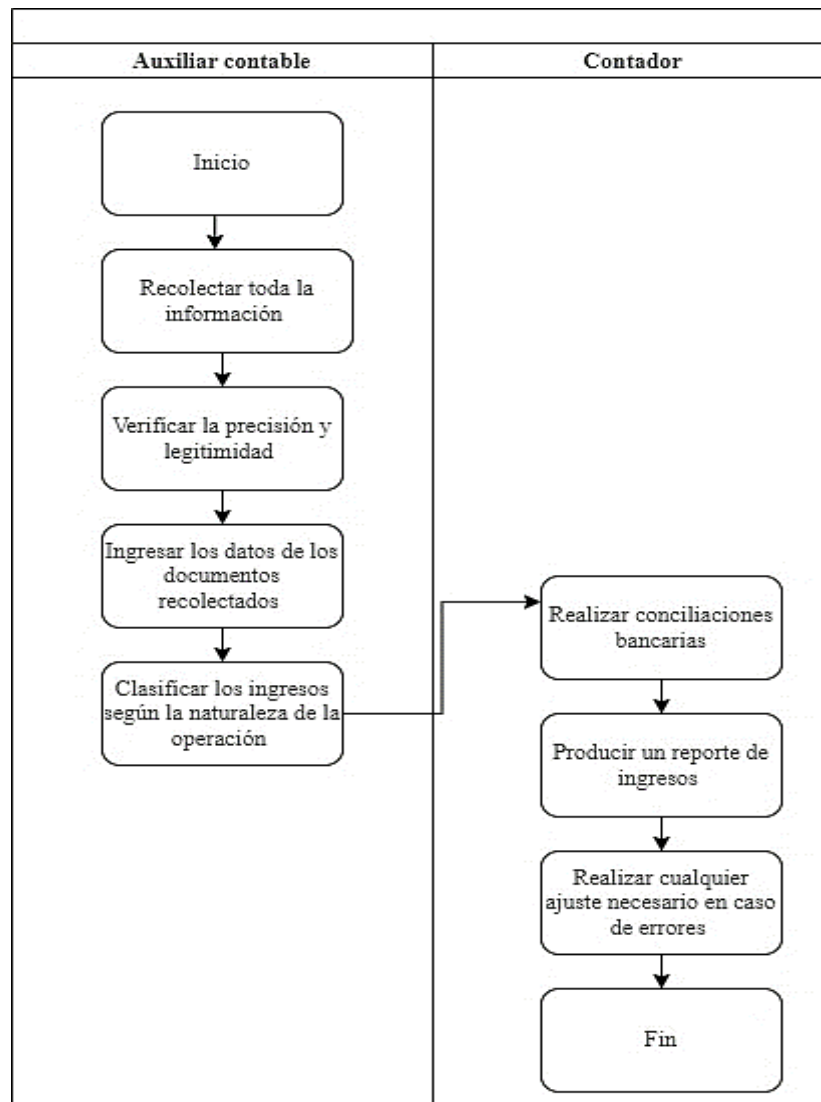 Auxiliar contable
Contador
Inicio
Recolectar toda la
información
Verificar la precisión y
legitimidad
Ingresar los datos de los
documentos
recolectados
Clasificar los ingresos
según la naturaleza de la
operación
Realizar conciliaciones
bancarias
Producir un reporte de
ingresos
Realizar cualquier
ajuste necesario en caso
de errores
Fin